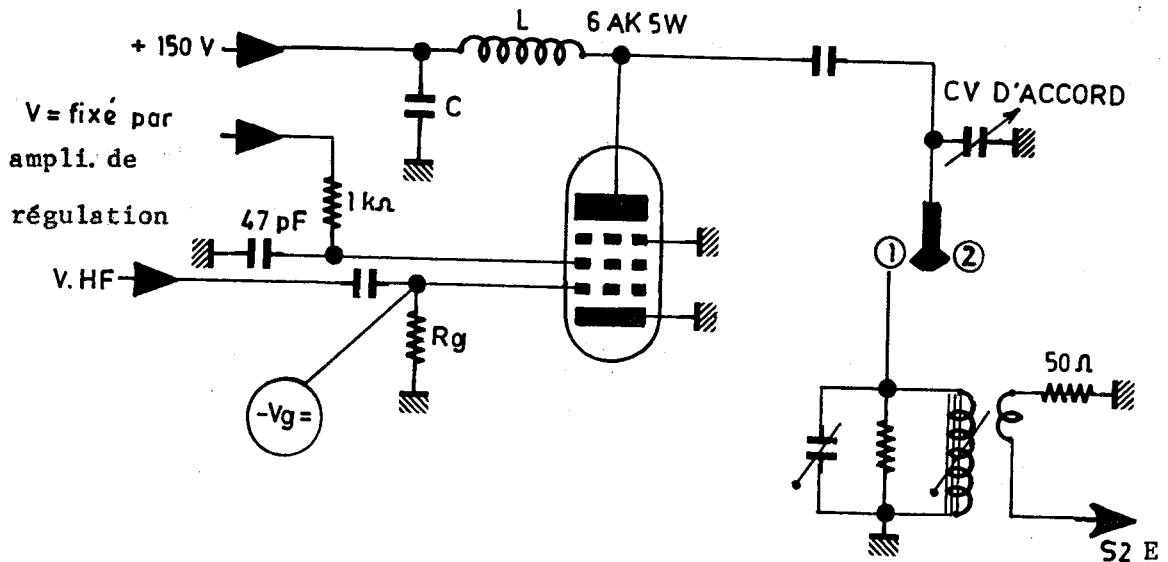 L
6 AK 5W
+ 150 V
C
CV D'ACCORD
V = fixé par
ampli. de
régulation
1 kΩ
47 pF
V. HF
Rg
-Vg=
1
2
50 Ω
S2 E